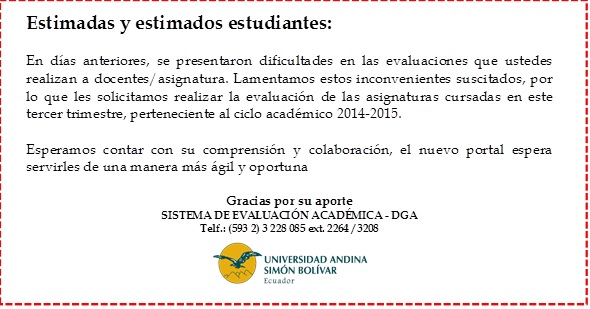 Estimadas y estimados estudiantes:
En días anteriores, se presentaron dificultades en las evaluaciones que ustedes
realizan a docentes/asignatura. Lamentamos estos inconvenientes suscitados, por
lo que les solicitamos realizar la evaluación de las asignaturas cursadas en este
tercer trimestre, perteneciente al ciclo académico 2014-2015.
Esperamos contar con su comprensión y colaboración, el nuevo portal espera
servirles de una manera más ágil y oportuna
Gracias por su aporte
SISTEMA DE EVALUACIÓN ACADÉMICA - DGA
Telf.: (593 2) 3 228 085 ext. 2264 / 3208
UNIVERSIDAD ANDINA
SIMÓN BOLÍVAR
Ecuador